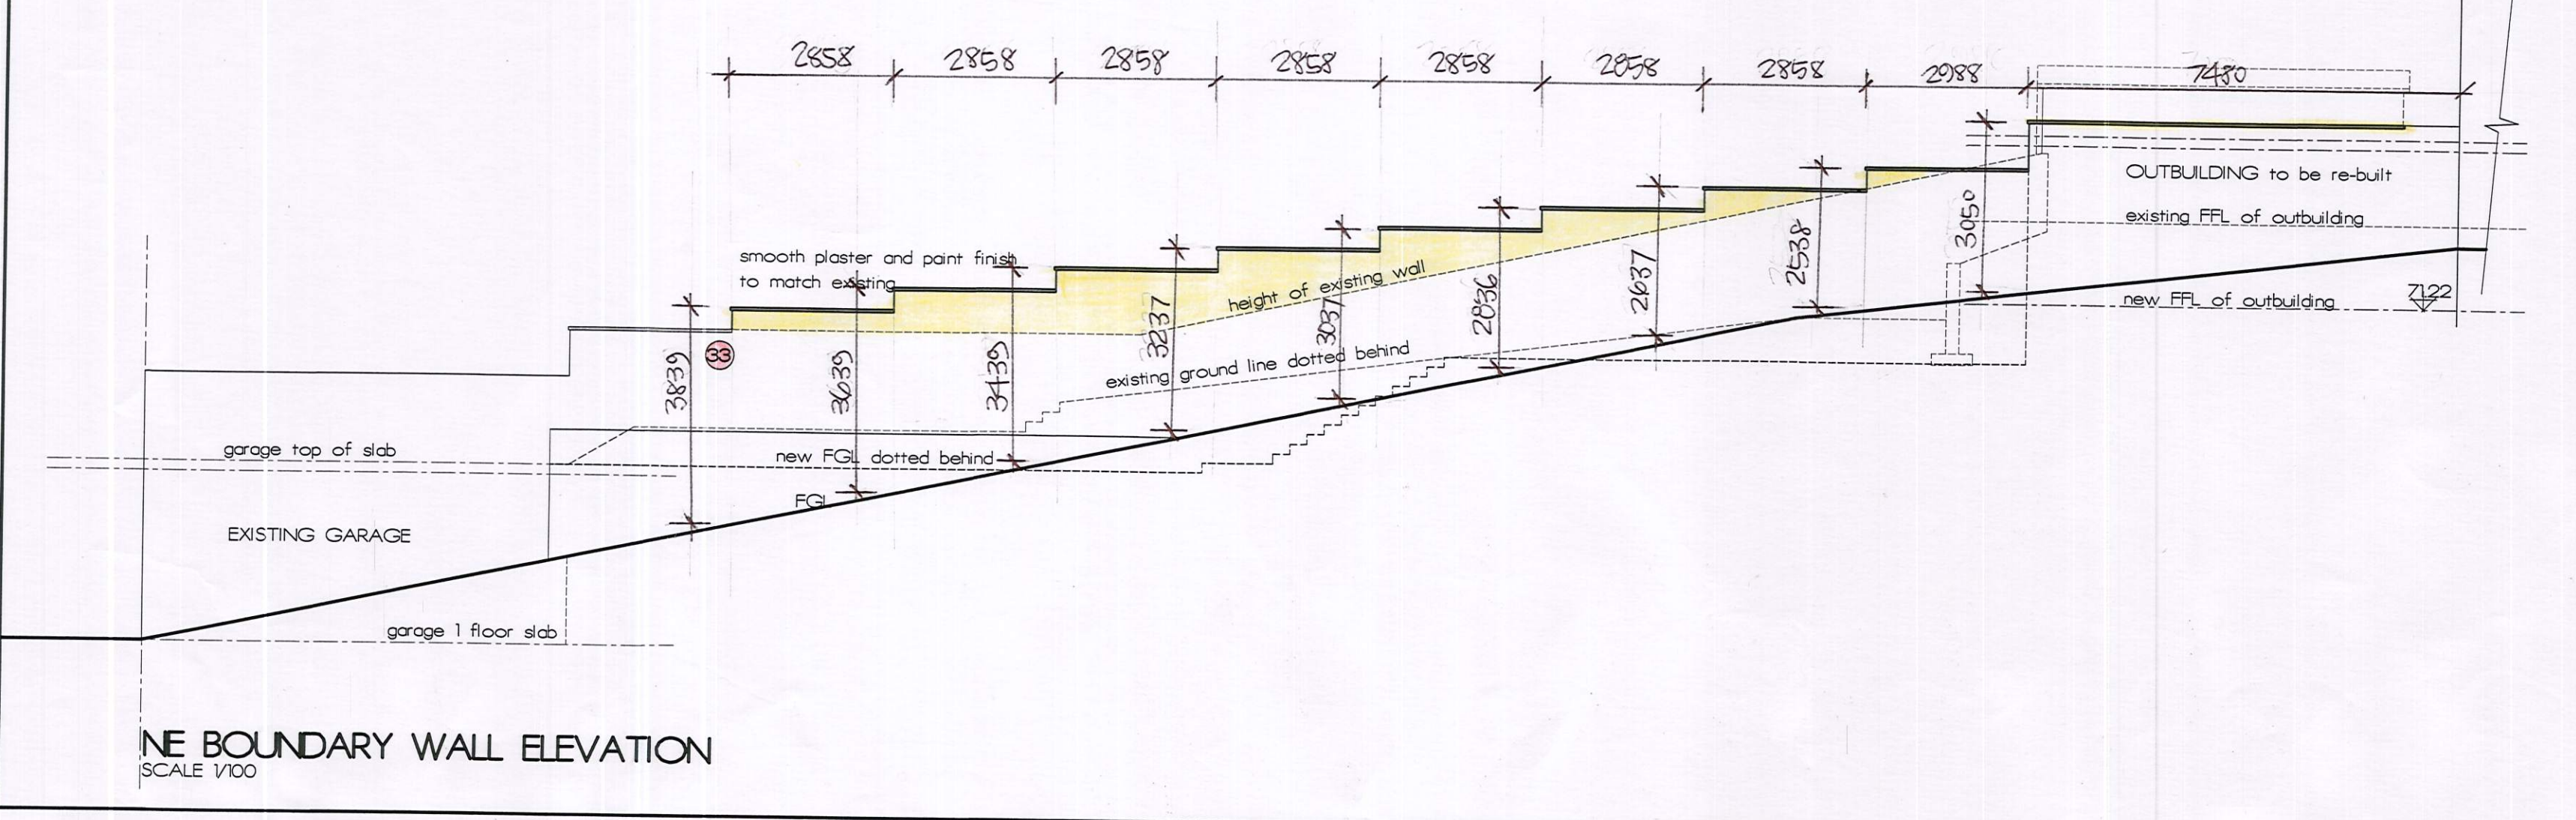 2858 2858 2858 2858 2858 2858 2858 2988 7480
OUTBUILDING to be re-built
existing FFL of outbuilding
3050
2538
smooth plaster and paint finish
to match existing
height of existing wall
2637
2836
3037
3237
new FFL of outbuilding 7122
33
existing ground line dotted behind
3839
3639
3439
garage top of slab
new FGL dotted behind
FGL
EXISTING GARAGE
garage 1 floor slab
NE BOUNDARY WALL ELEVATION
SCALE 1/100